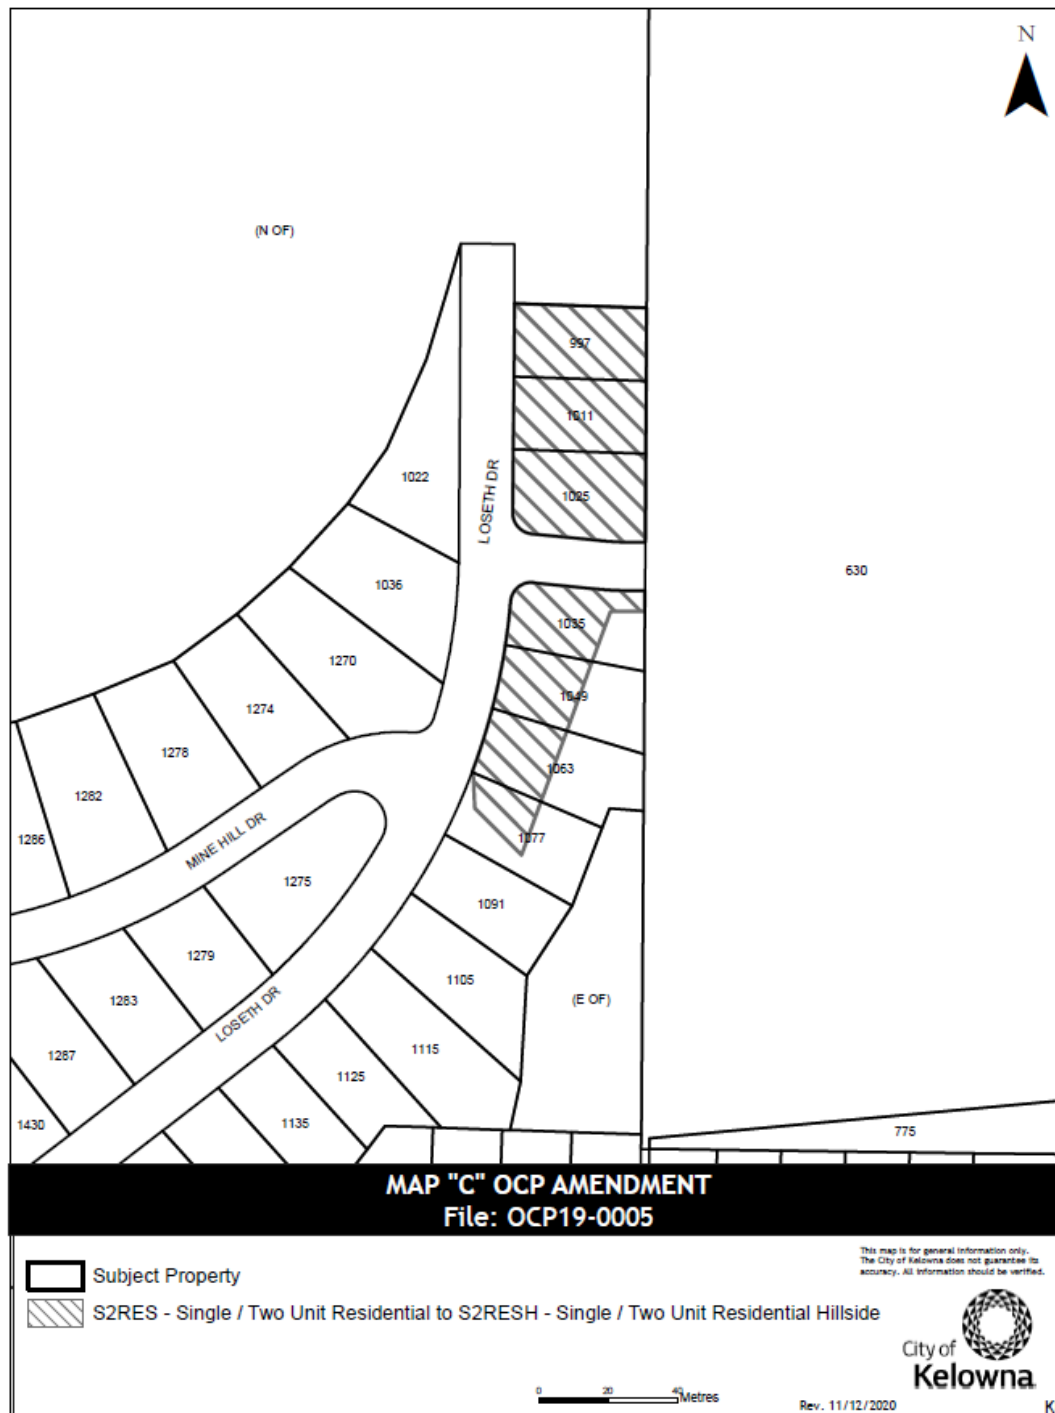 N
(N OF)
997
1011
1025
1022
LOSETH DR
1036
630
1035
1270
1049
1274
1278
1063
1282
1077
1286
MINE HILL DR
1275
1091
1279
1105
1283
(E OF)
LOSETH DR
1287
1115
1125
1430
1135
775
MAP "C" OCP AMENDMENT
File: OCP19-0005
This map is for general information only.
The City of Kelowna does not guarantee its
accuracy. All information should be verified.
Subject Property
S2RES - Single / Two Unit Residential to S2RESH - Single / Two Unit Residential Hillside
City of
Kelowna
0 20 40 Metres
Rev. 11/12/2020
K